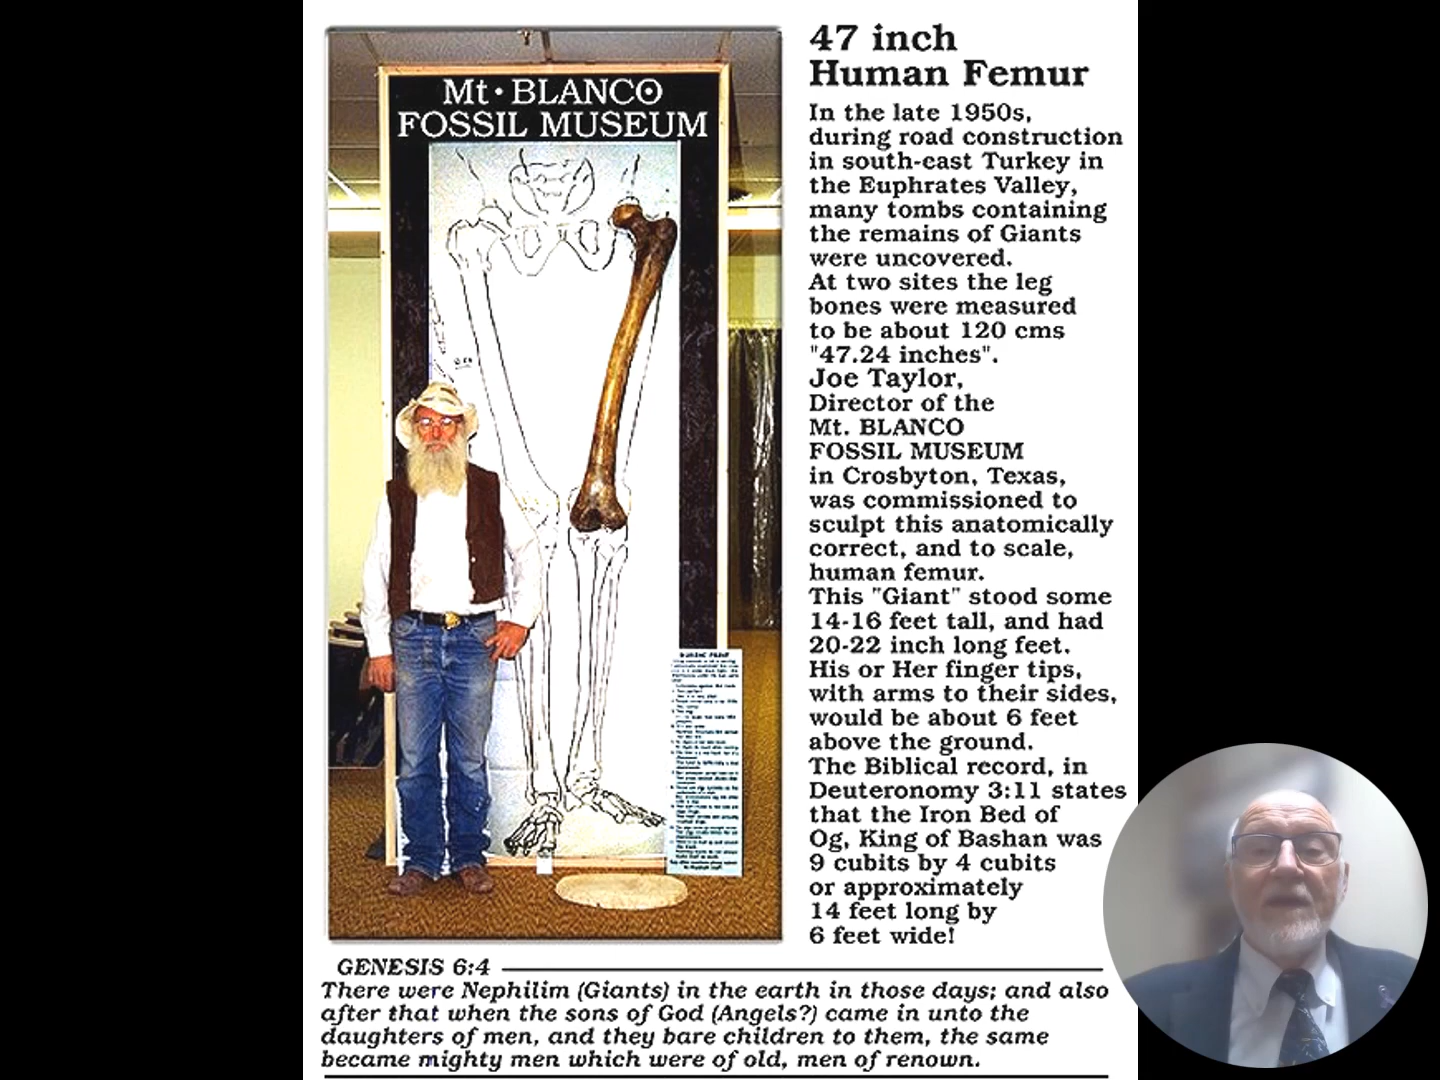 Mt • BLANCO
FOSSIL MUSEUM
47 inch
Human Femur
In the late 1950s,
during road construction
in south-east Turkey in
the Euphrates Valley,
many tombs containing
the remains of Giants
were uncovered.
At two sites the leg
bones were measured
to be about 120 cms
"47.24 inches".
Joe Taylor,
Director of the
Mt. BLANCO
FOSSIL MUSEUM
in Crosbyton, Texas,
was commissioned to
sculpt this anatomically
correct, and to scale,
human femur.
This "Giant" stood some
14-16 feet tall, and had
20-22 inch long feet.
His or Her finger tips,
with arms to their sides,
would be about 6 feet
above the ground.
The Biblical record, in
Deuteronomy 3:11 states
that the Iron Bed of
Og, King of Bashan was
9 cubits by 4 cubits
or approximately
14 feet long by
6 feet wide!
GENESIS 6:4
There were Nephilim (Giants) in the earth in those days; and also
after that when the sons of God (Angels?) came in unto the
daughters of men, and they bare children to them, the same
became mighty men which were of old, men of renown.